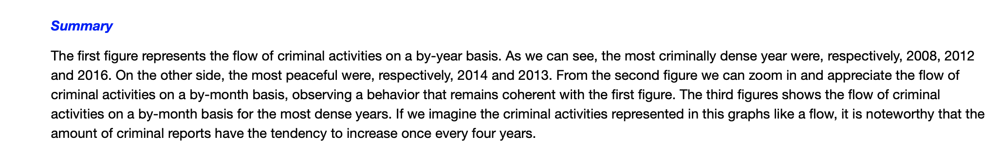 Summary
The first figure represents the flow of criminal activities on a by-year basis. As we can see, the most criminally dense year were, respectively, 2008, 2012
and 2016. On the other side, the most peaceful were, respectively, 2014 and 2013. From the second figure we can zoom in and appreciate the flow of
criminal activities on a by-month basis, observing a behavior that remains coherent with the first figure. The third figures shows the flow of criminal
activities on a by-month basis for the most dense years. If we imagine the criminal activities represented in this graphs like a flow, it is noteworthy that the
amount of criminal reports have the tendency to increase once every four years.